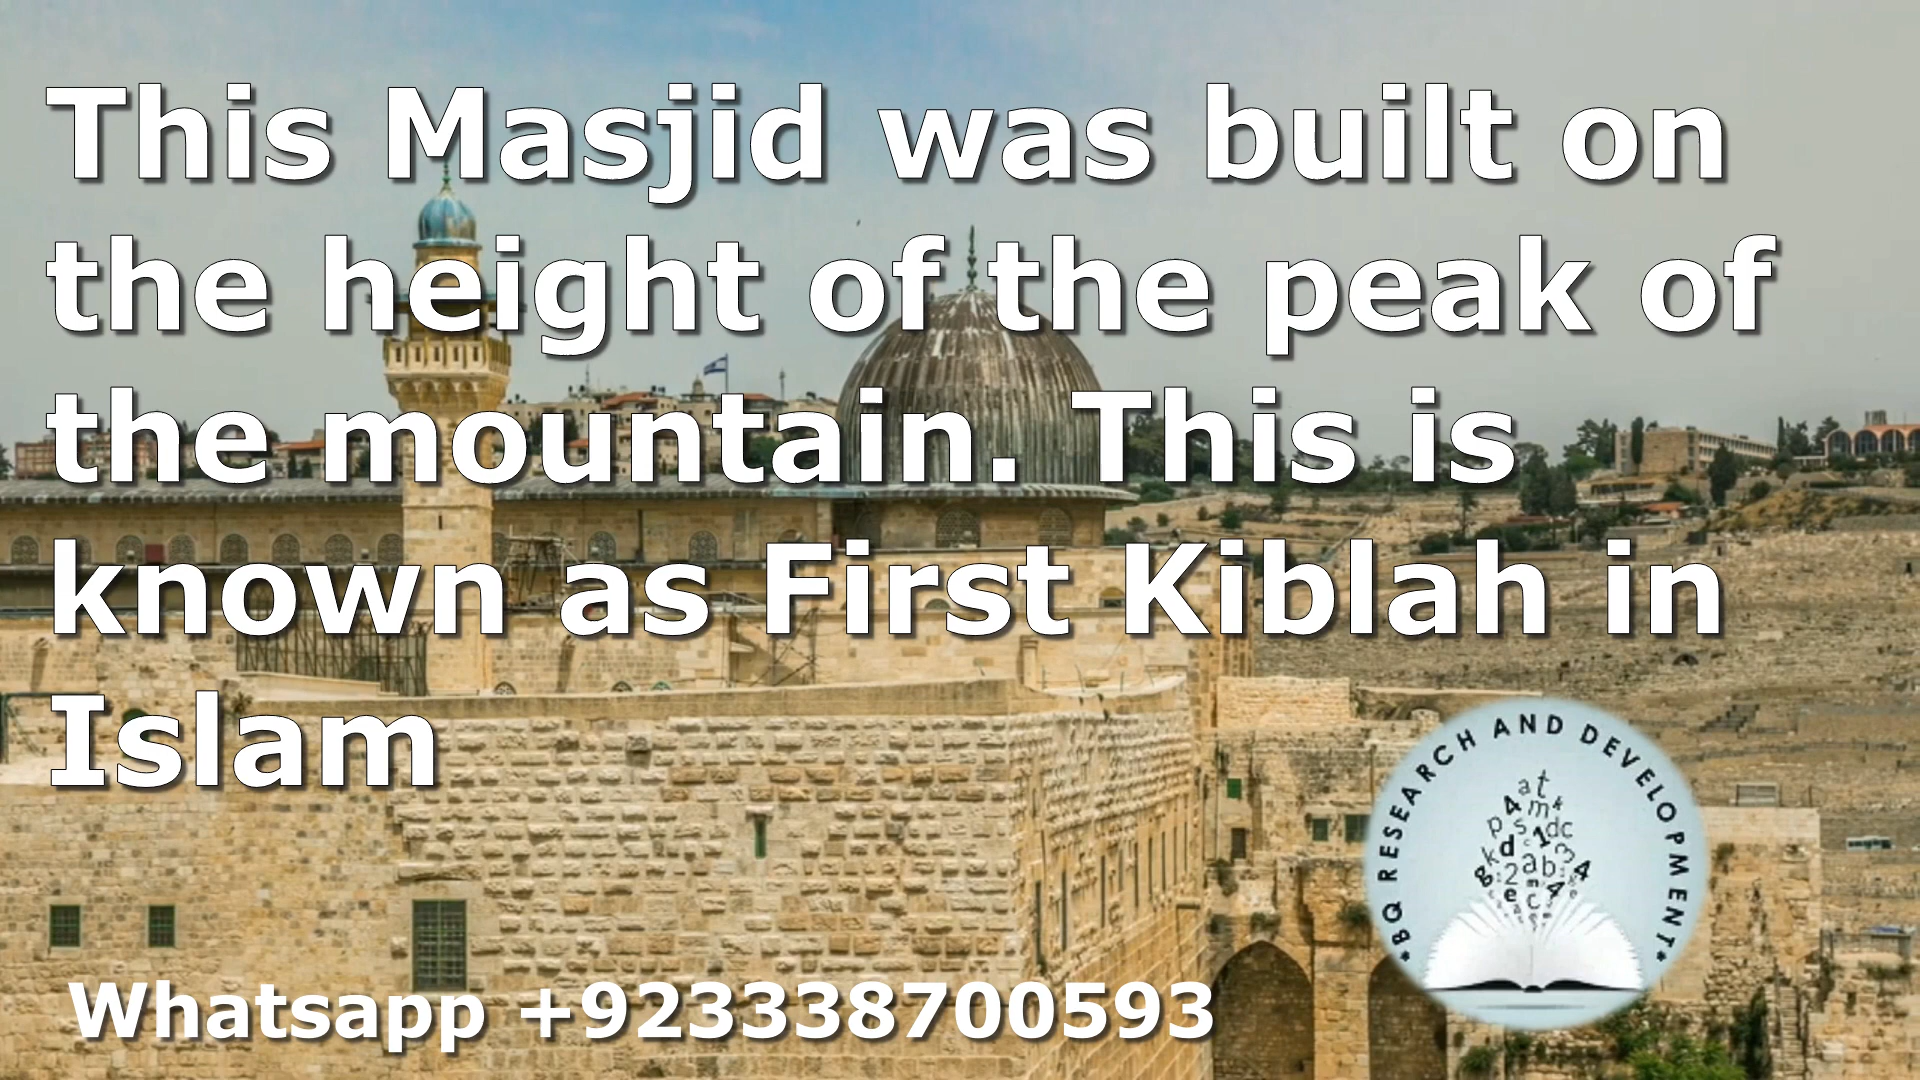 This Masjid was built on
the height of the peak of
the mountain. This is
known as First Kiblah in
Islam
*BQ RESEARCH AND DEVELOPMENT*
Whatsapp +923338700593